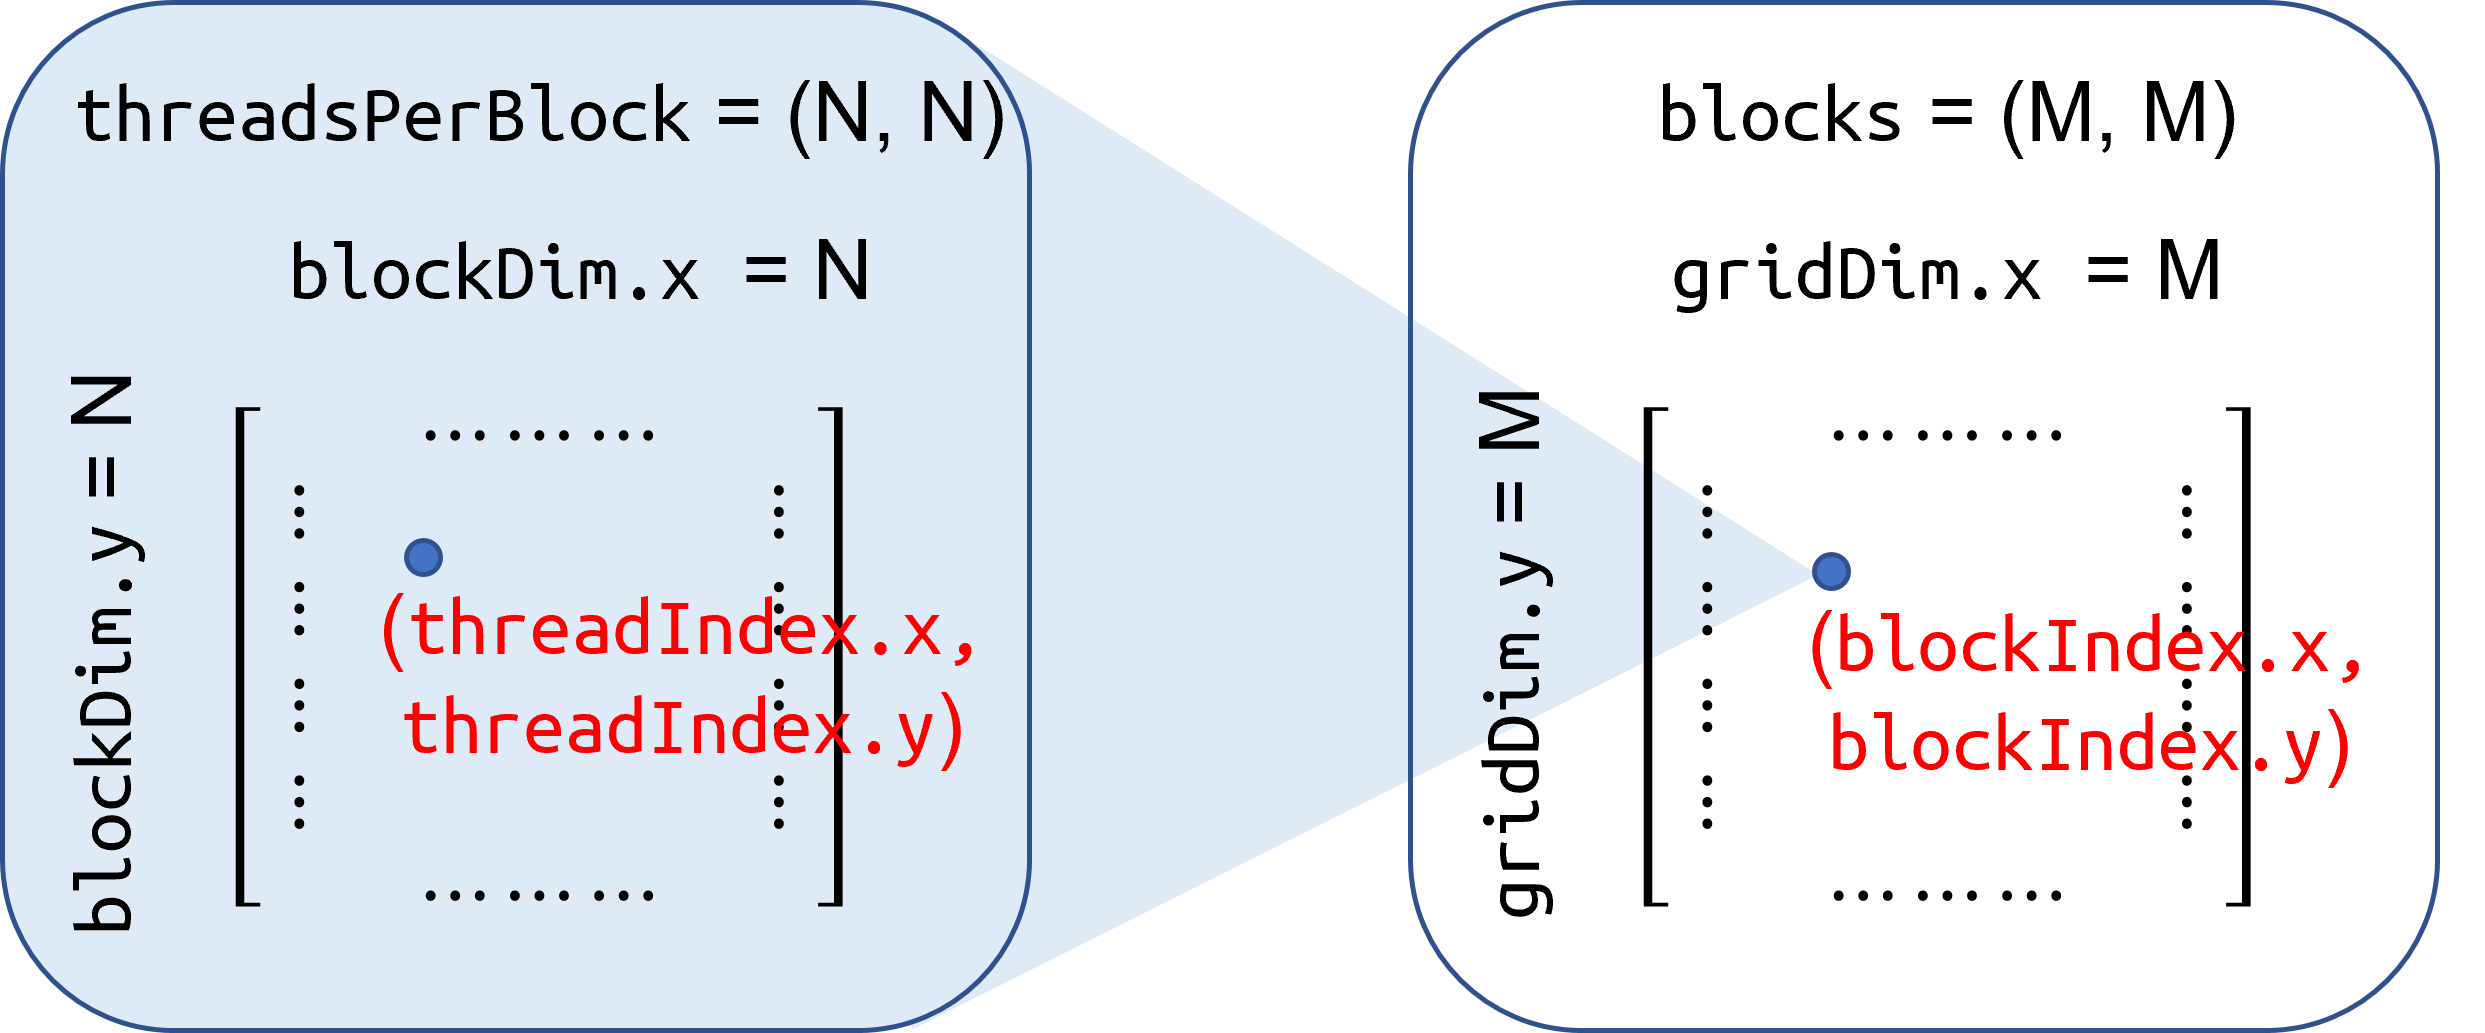 threadsPerBlock = (N, N)
blockDim.x = N
blockDim.y = N
(threadIndex.x,
threadIndex.y)
blocks = (M, M)
gridDim.x = M
gridDim.y = M
(blockIndex.x,
blockIndex.y)